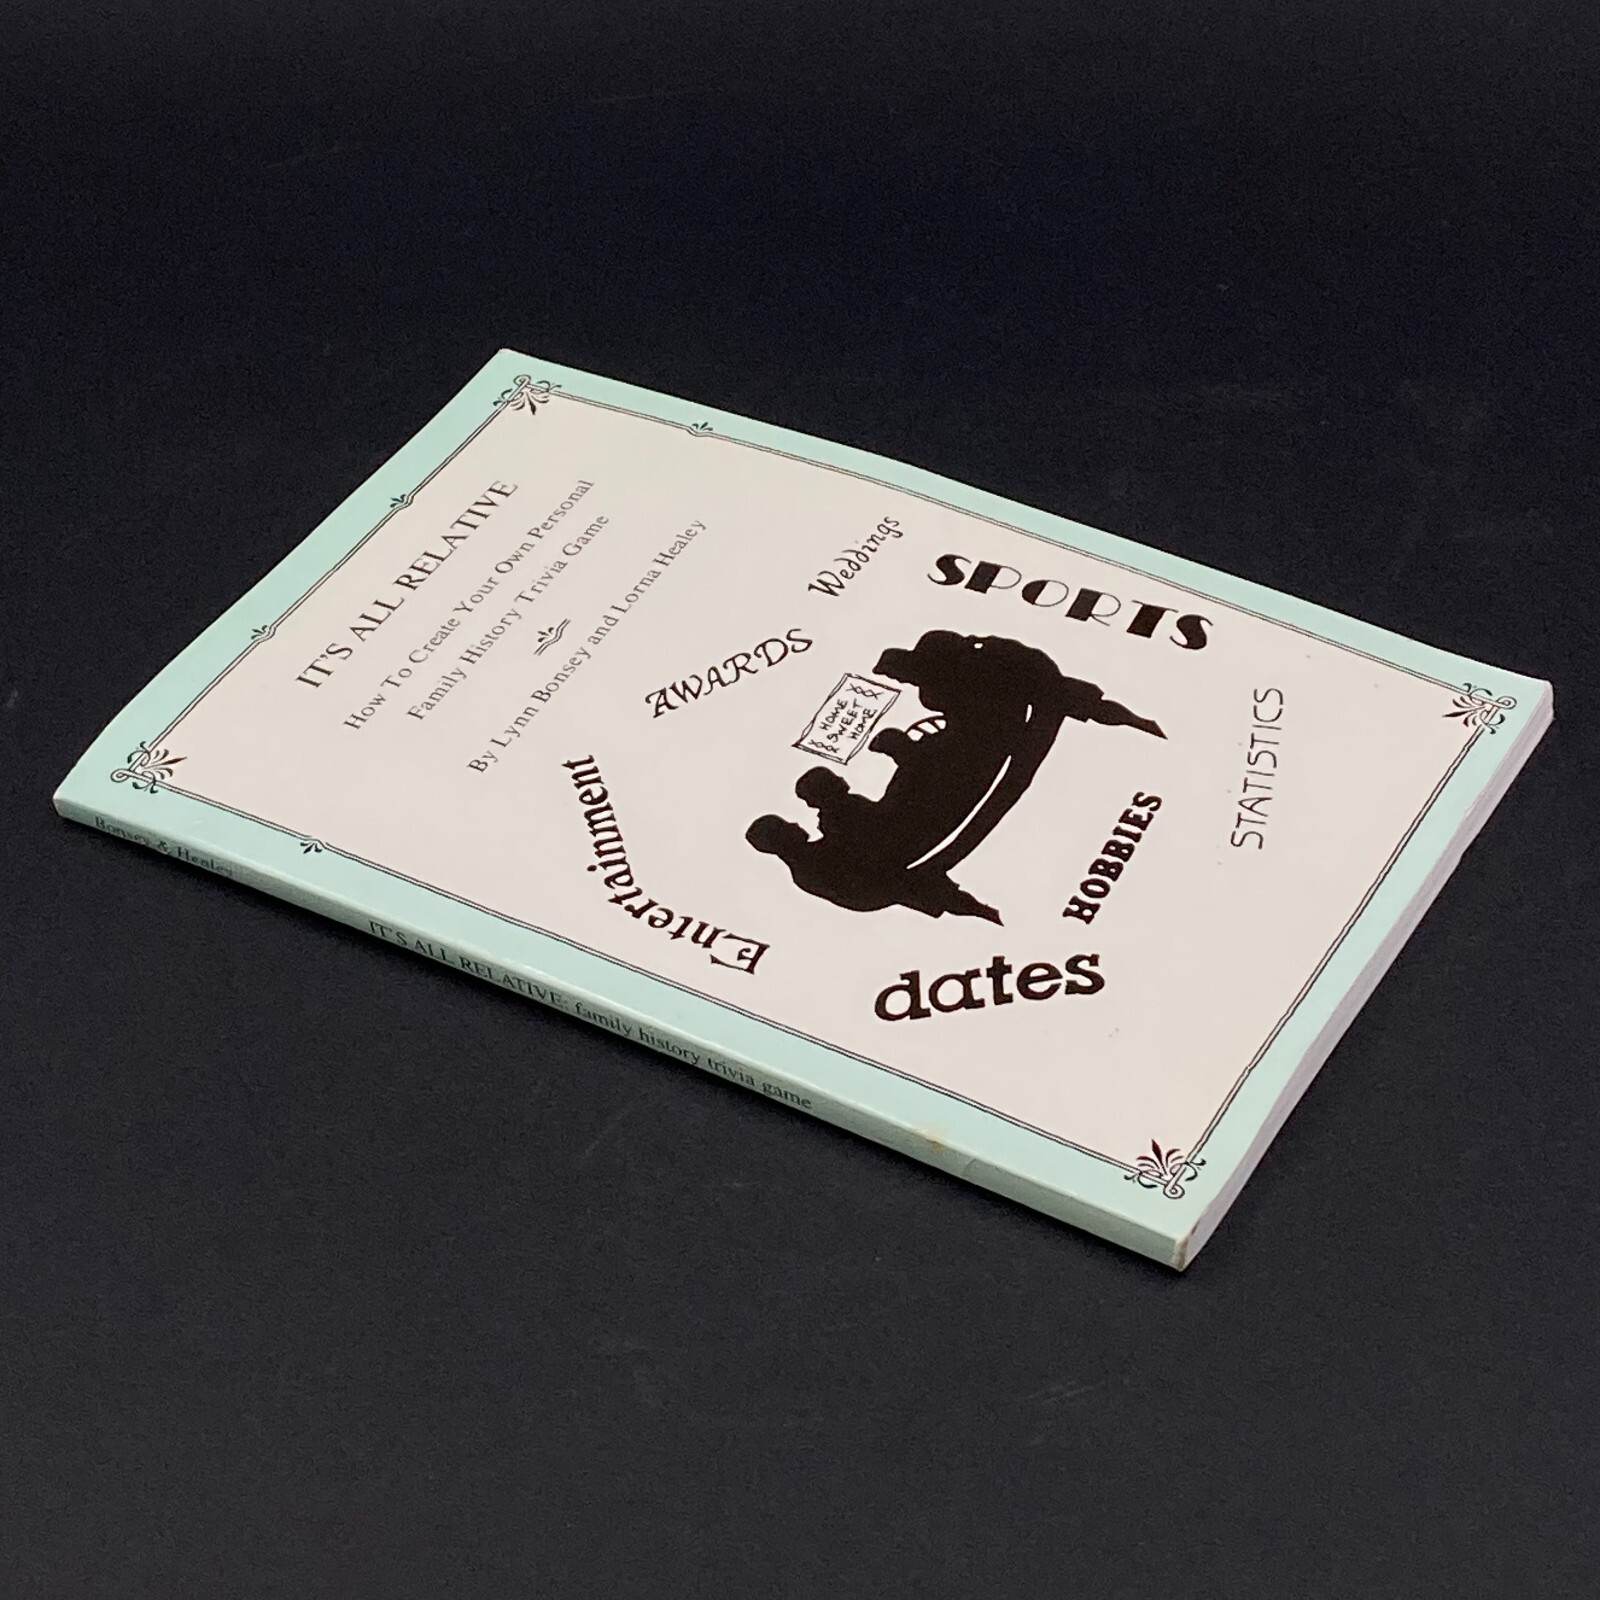 IT'S ALL RELATIVE
How To Create Your Own Personal
Family History Trivia Game
By Lynn Bonsey and Lorna Healey
Weddings
AWARDS
SPORTS
HOME
SWEET
HOME
Entertainment
STATISTICS
HOBBIES
dates
Bonsey & Healey
IT'S ALL RELATIVE: family history trivia game